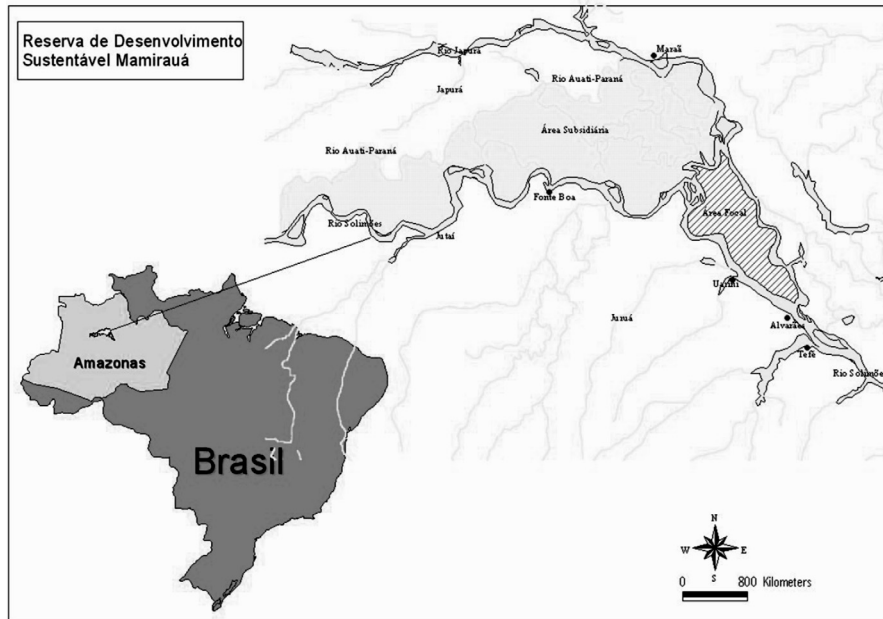 Reserva de Desenvolvimento
Sustentável Mamirauá
Rio Japurá
Maraã
Japurá
Rio Auati-Paraná
Área Subsidiária
Rio Auati-Paraná
Fonte Boa
Área Focal
Rio Solimões
Jutaí
Uarini
Juruá
Alvarães
Tefé
Rio Solimõe
Amazonas
Brasil
N
W
E
S
0 800 Kilometers